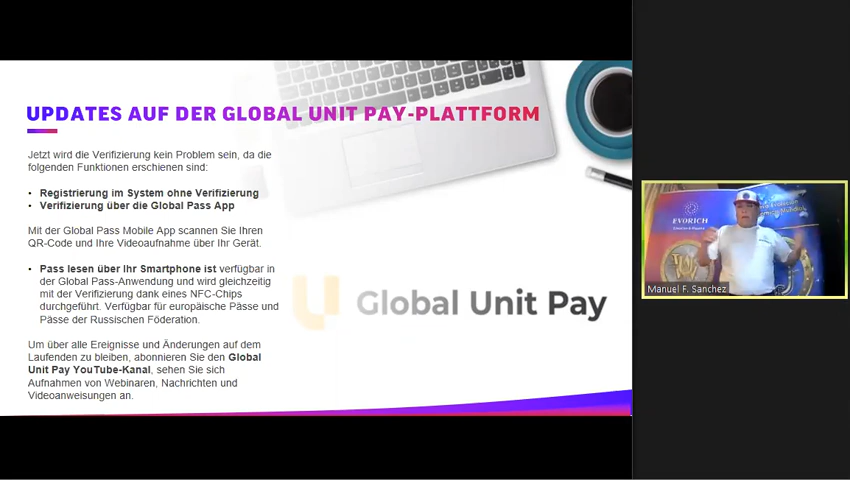 UPDATES AUF DER GLOBAL UNIT PAY-PLATTFORM
Jetzt wird die Verifizierung kein Problem sein, da die
folgenden Funktionen erschienen sind:
• Registrierung im System ohne Verifizierung
• Verifizierung über die Global Pass App
Mit der Global Pass Mobile App scannen Sie Ihren
QR-Code und Ihre Videoaufnahme über Ihr Gerät.
• Pass lesen über Ihr Smartphone ist verfügbar in
der Global Pass-Anwendung und wird gleichzeitig
mit der Verifizierung dank eines NFC-Chips
durchgeführt. Verfügbar für europäische Pässe und
Pässe der Russischen Föderation.
Um über alle Ereignisse und Änderungen auf dem
Laufenden zu bleiben, abonnieren Sie den Global
Unit Pay YouTube-Kanal, sehen Sie sich
Aufnahmen von Webinaren, Nachrichten und
Videoanweisungen an.
Global Unit Pay
EVORICH
Manuel F. Sanchez